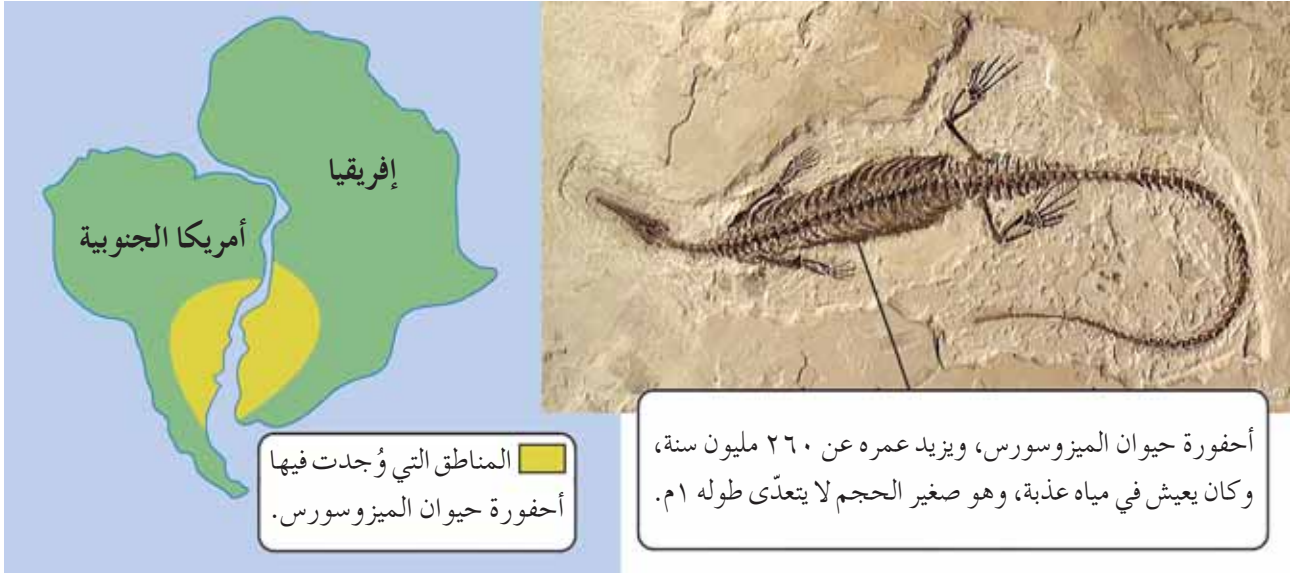 إفريقيا
أمريكا الجنوبية
المناطق التي وُجدت فيها
أحفورة حيوان الميزوسورس.
أحفورة حيوان الميزوسورس، ويزيد عمره عن ٢٦٠ مليون سنة،
وكان يعيش في مياه عذبة، وهو صغير الحجم لا يتعدّى طوله ١م.